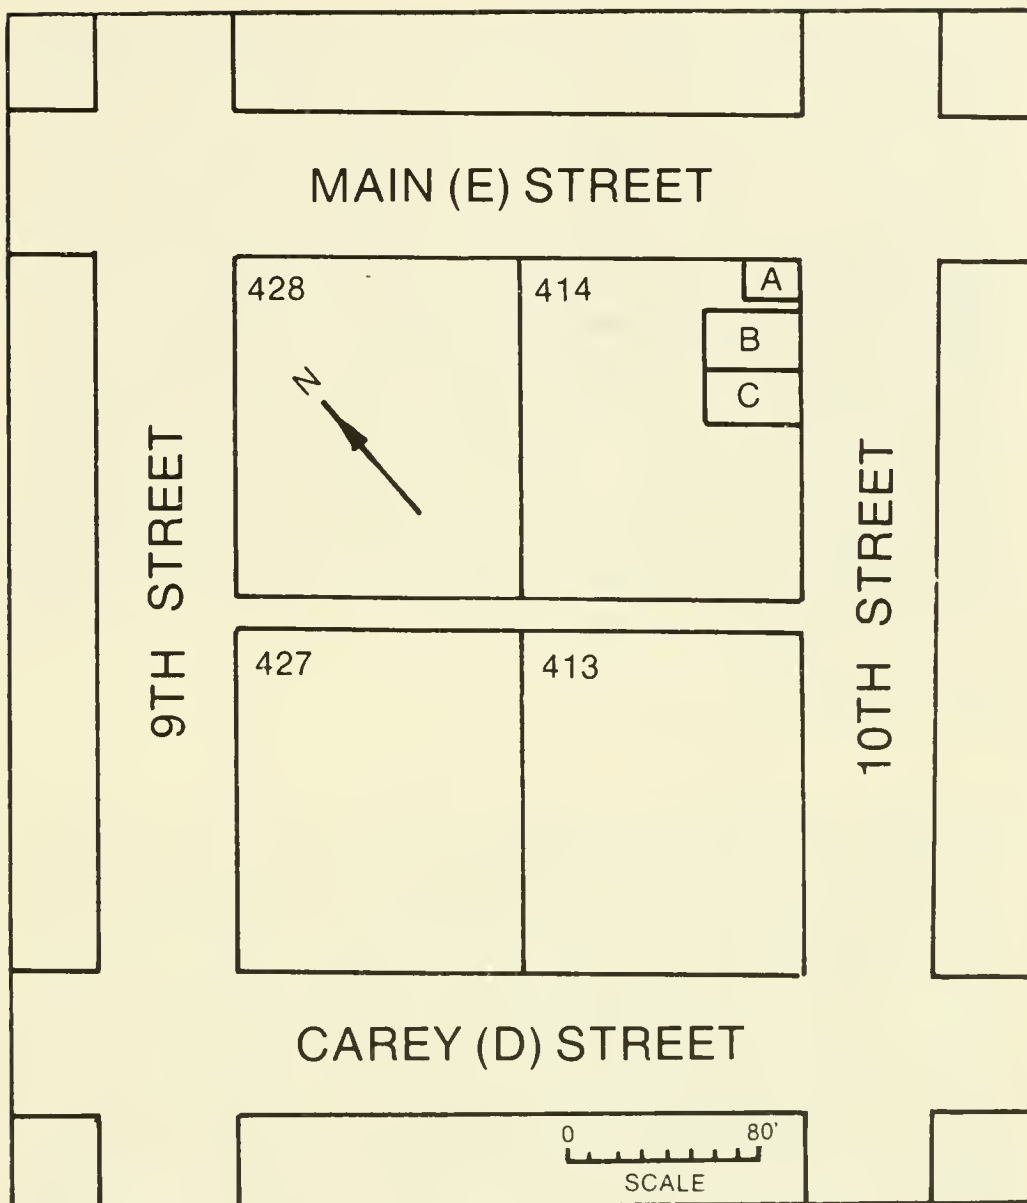 MAIN (E) STREET
428
414
A
B
C
N
9TH STREET
10TH STREET
427
413
CAREY (D) STREET
0 80'
SCALE